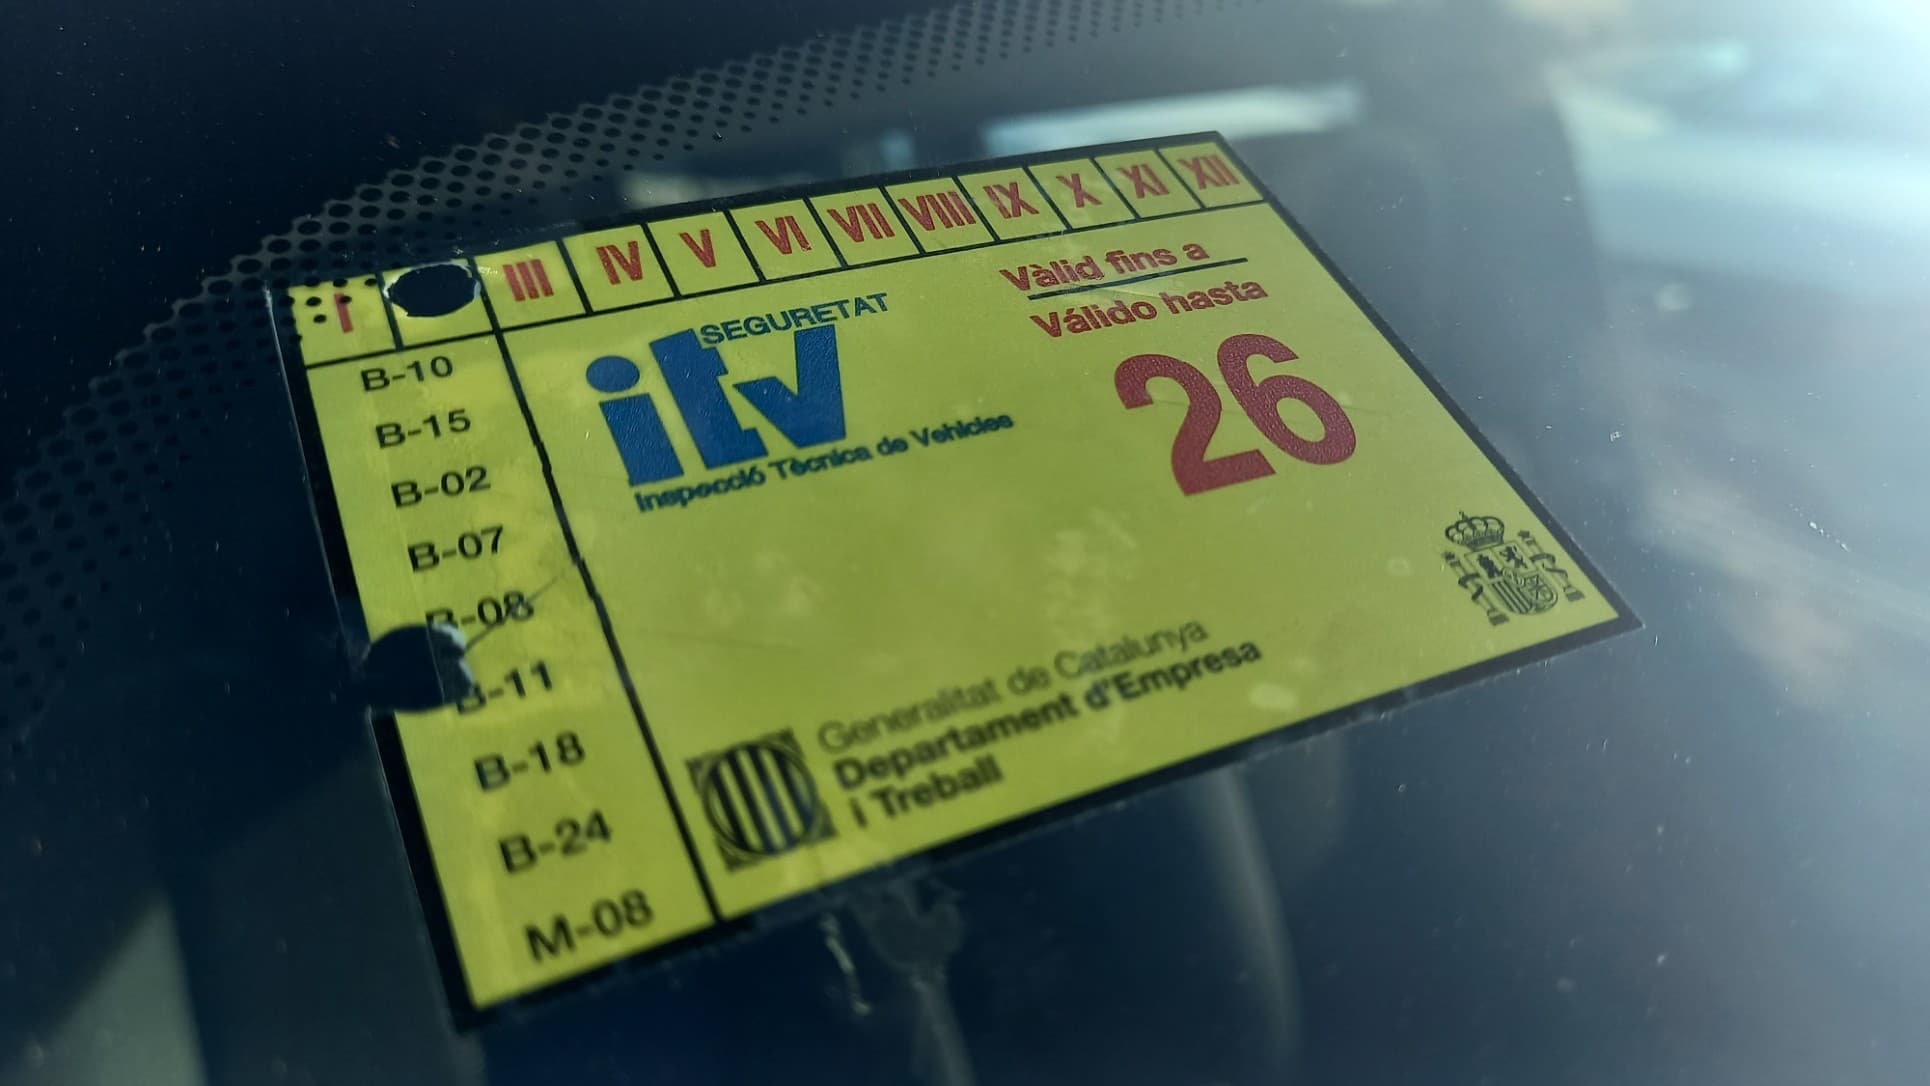 I III IV V VI VII VIII IX X XI XII
Vàlid fins a
Válido hasta
26
SEGURETAT
itv
Inspecció Tècnica de Vehicles
B-10
B-15
B-02
B-07
B-08
B-11
B-18
B-24
M-08
Generalitat de Catalunya
Departament d'Empresa
i Treball